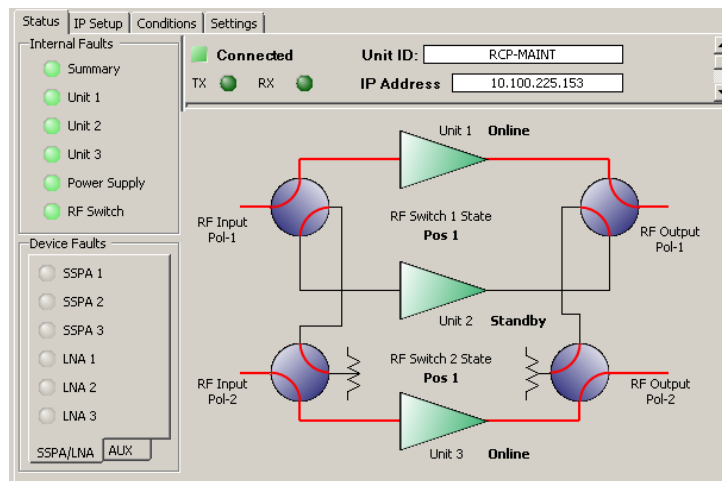 Status
IP Setup
Conditions
Settings
Internal Faults
Summary
Unit 1
Unit 2
Unit 3
Power Supply
RF Switch
Device Faults
SSPA 1
SSPA 2
SSPA 3
LNA 1
LNA 2
LNA 3
SSPA/LNA
AUX
Connected
Unit ID:
RCP-MAINT
TX
RX
IP Address
10.100.225.153
Unit 1 Online
RF Input
Pol-1
RF Switch 1 State
Pos 1
RF Output
Pol-1
Unit 2 Standby
RF Input
Pol-2
RF Switch 2 State
Pos 1
RF Output
Pol-2
Unit 3 Online